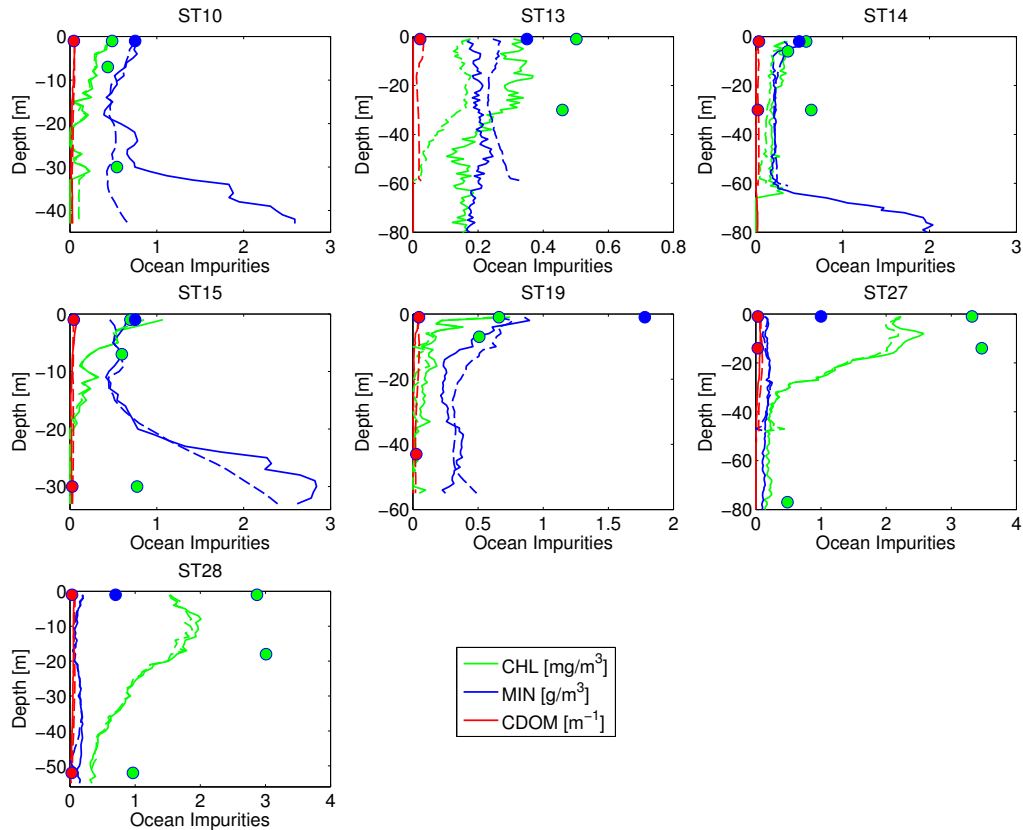 ST10
0
−10
−20
−30
−40
Depth [m]
0 1 2 3
Ocean Impurities
ST13
0
−20
−40
−60
−80
Depth [m]
0 0.2 0.4 0.6 0.8
Ocean Impurities
ST14
0
−20
−40
−60
−80
Depth [m]
0 1 2 3
Ocean Impurities
ST15
0
−10
−20
−30
Depth [m]
0 1 2 3
Ocean Impurities
ST19
0
−20
−40
−60
Depth [m]
0 0.5 1 1.5 2
Ocean Impurities
ST27
0
−20
−40
−60
−80
Depth [m]
0 1 2 3 4
Ocean Impurities
ST28
0
−10
−20
−30
−40
−50
Depth [m]
0 1 2 3 4
Ocean Impurities
CHL [mg/m³]
MIN [g/m³]
CDOM [m⁻¹]